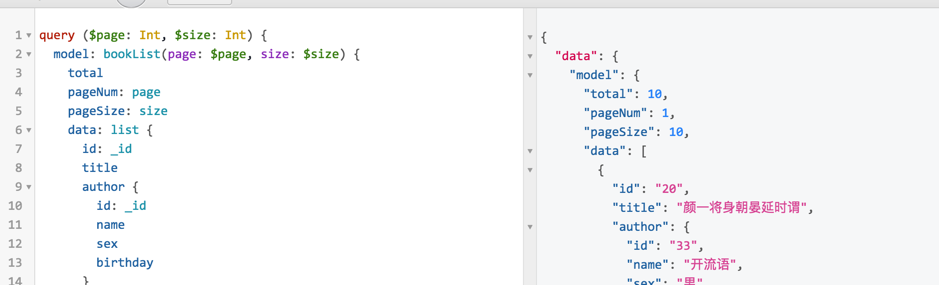 1 query ($page: Int, $size: Int) {
2 model: bookList(page: $page, size: $size) {
3 total
4 pageNum: page
5 pageSize: size
6 data: list {
7 id: _id
8 title
9 author {
10 id: _id
11 name
12 sex
13 birthday
14 }
{
"data": {
"model": {
"total": 10,
"pageNum": 1,
"pageSize": 10,
"data": [
{
"id": "20",
"title": "颜一将身朝晏延时谓",
"author": {
"id": "33",
"name": "开流语",
"sex": "男"